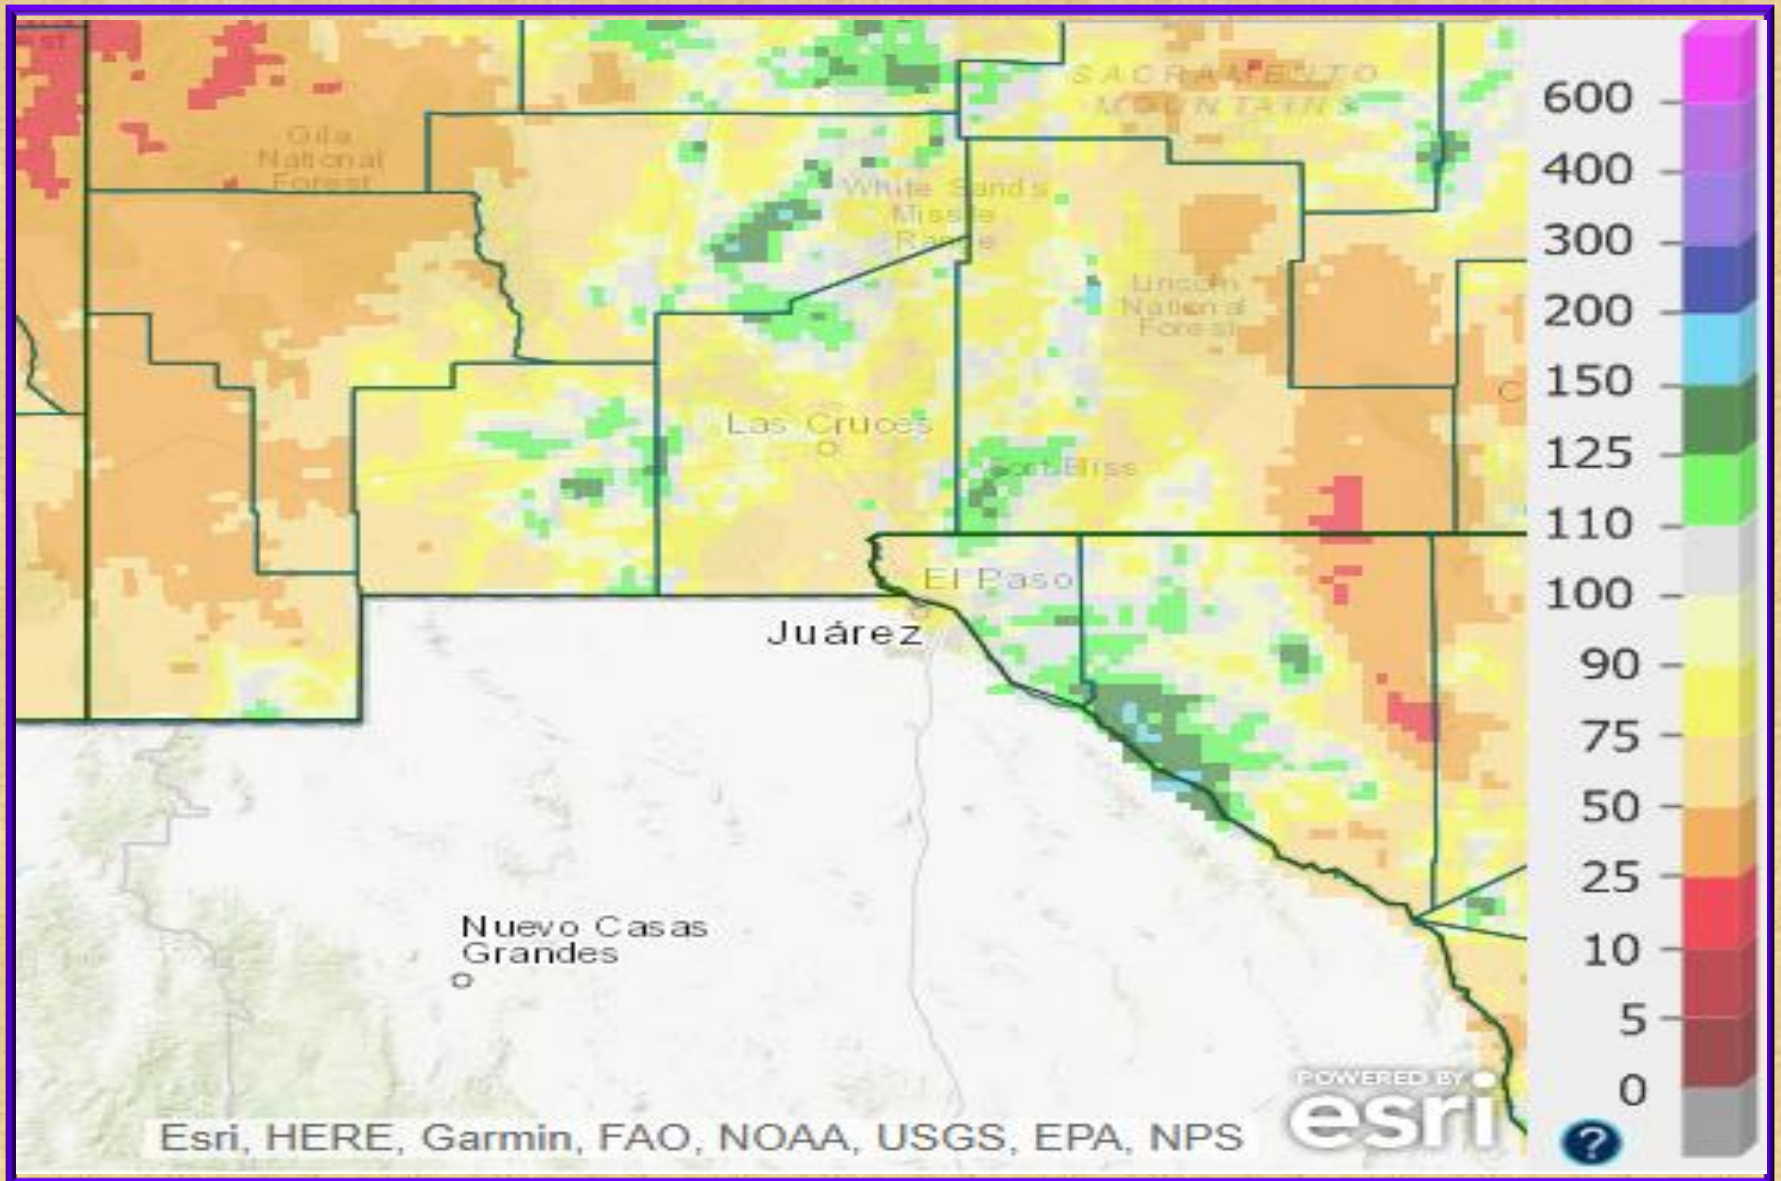 st
Gila
National
Forest
SACRAMENTO
MOUNTAINS
White Sands
Missile
Range
Lincoln
National
Forest
Las Cruces
C
Fort Bliss
El Paso
Juárez
Nuevo Casas
Grandes
600
400
300
200
150
125
110
100
90
75
50
25
10
5
0
POWERED BY
esri
Esri, HERE, Garmin, FAO, NOAA, USGS, EPA, NPS
?